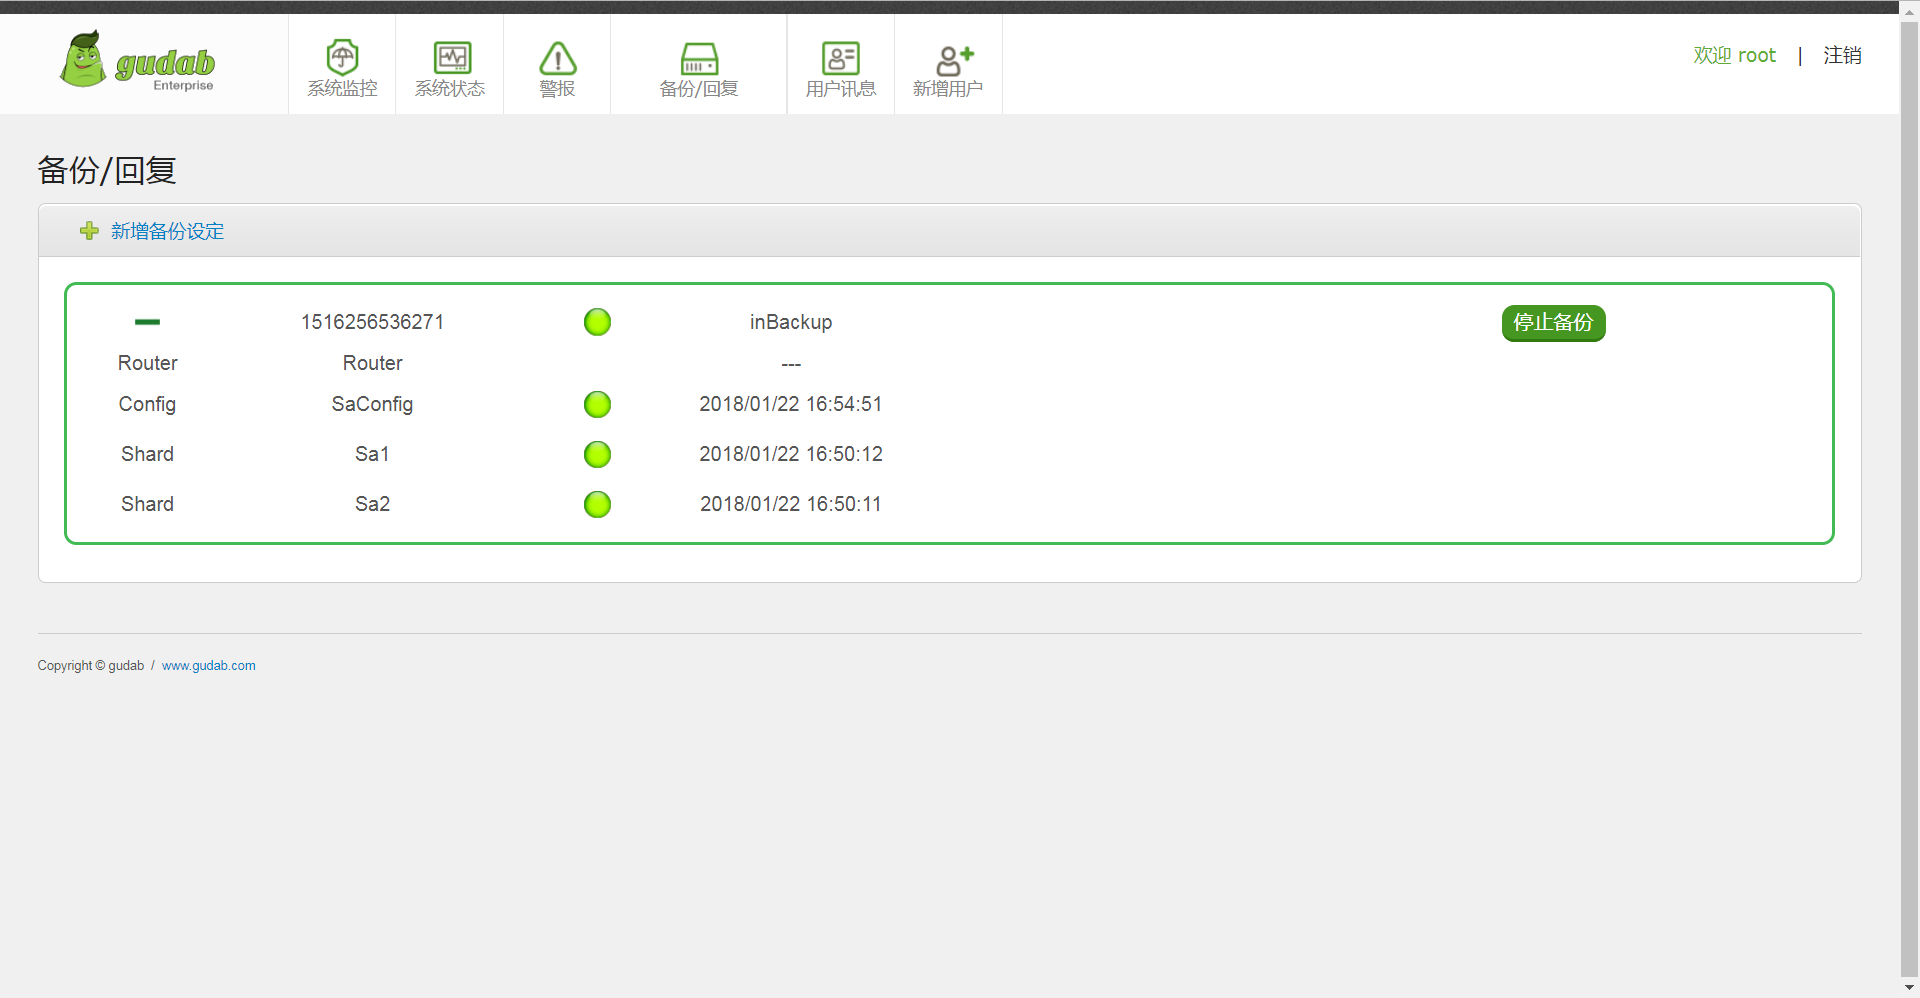 gudab
Enterprise
系统监控
系统状态
警报
备份/回复
用户讯息
新增用户
欢迎 root | 注销
备份/回复
新增备份设定
1516256536271 inBackup 停止备份
Router Router ---
Config SaConfig 2018/01/22 16:54:51
Shard Sa1 2018/01/22 16:50:12
Shard Sa2 2018/01/22 16:50:11
Copyright © gudab / www.gudab.com